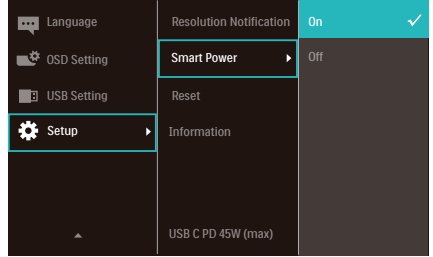 Language
OSD Setting
USB Setting
Setup
Resolution Notification
Smart Power
Reset
Information
USB C PD 45W (max)
On
Off